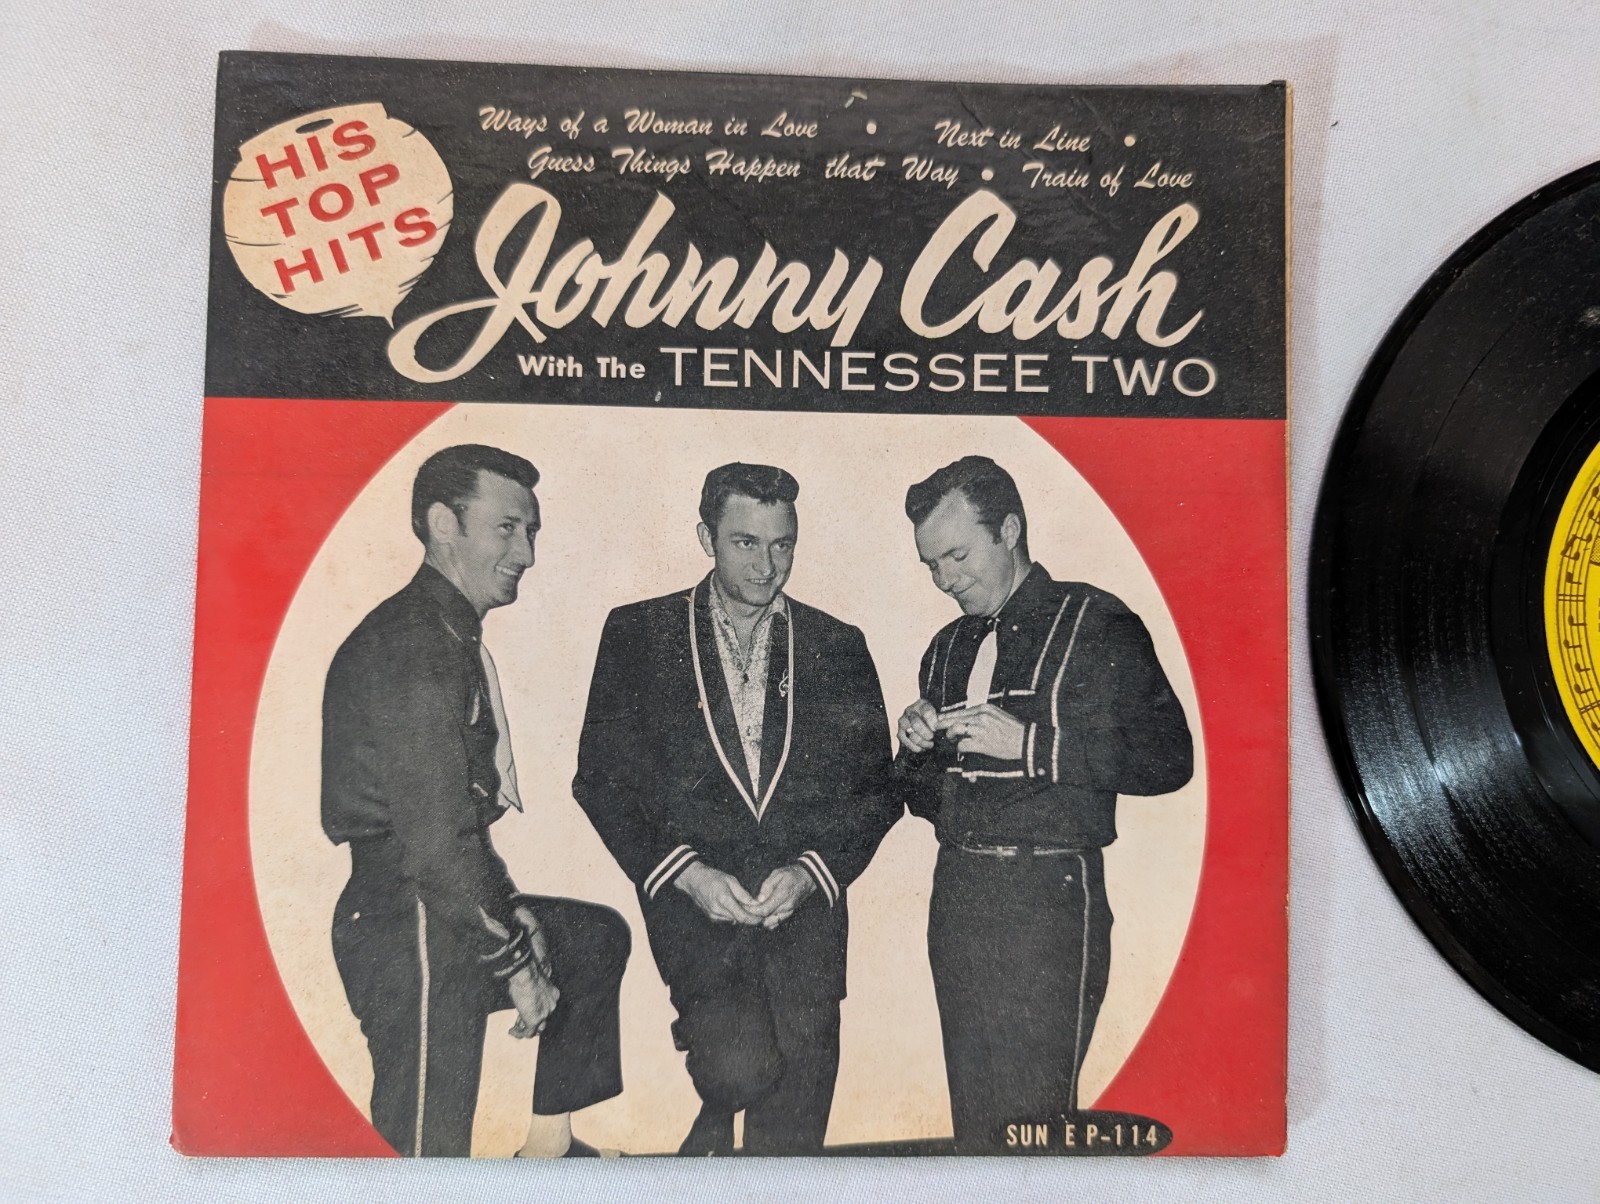 HIS
TOP
HITS
Ways of a Woman in Love • Next in Line •
Guess Things Happen that Way • Train of Love
Johnny Cash
With The TENNESSEE TWO
SUN EP-114